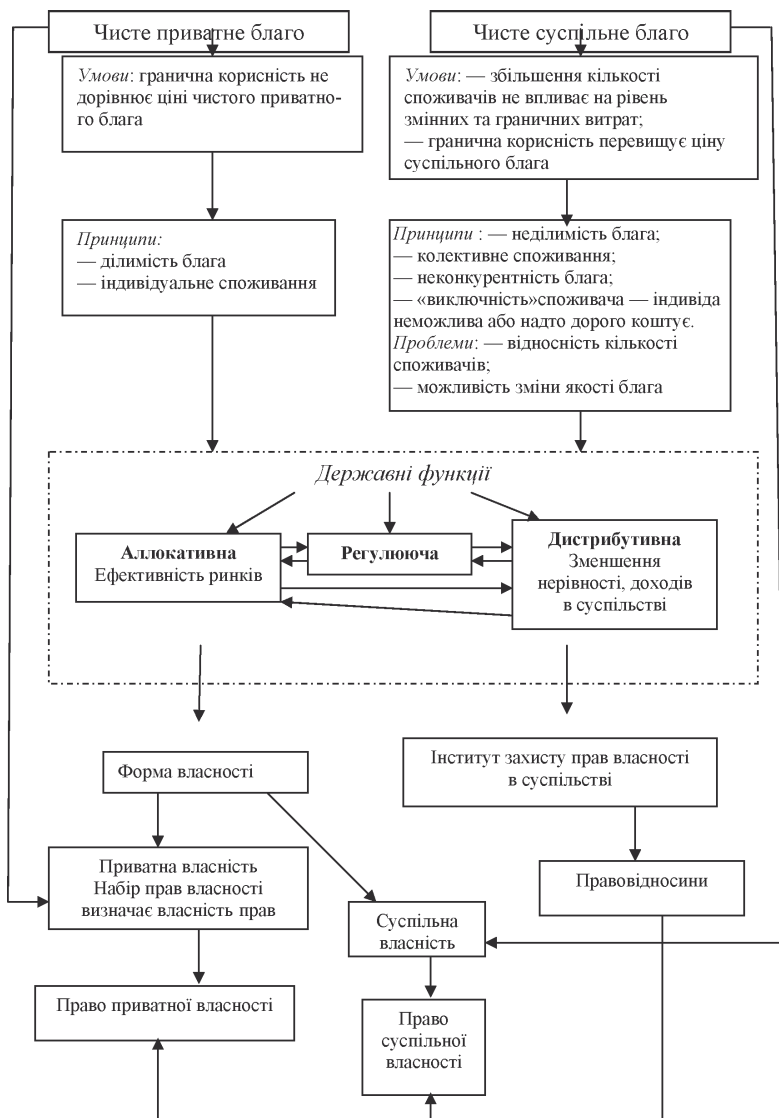 Чисте приватне благо
Чисте суспільне благо
Умови: гранична корисність не
дорівнює ціні чистого приватно-
го блага
Умови: — збільшення кількості
споживачів не впливає на рівень
змінних та граничних витрат;
— гранична корисність перевищує ціну
суспільного блага
Принципи:
— ділимість блага
— індивідуальне споживання
Принципи : — неділимість блага;
— колективне споживання;
— неконкурентність блага;
— «виключність»споживача — індивіда
неможлива або надто дорого коштує.
Проблеми: — відносність кількості
споживачів;
— можливість зміни якості блага
Державні функції
Аллокативна
Ефективність ринків
Регулююча
Дистрибутивна
Зменшення
нерівності, доходів
в суспільстві
Форма власності
Інститут захисту прав власності
в суспільстві
Приватна власність
Набір прав власності
визначає власність прав
Правовідносини
Суспільна
власність
Право приватної власності
Право
суспільної
власності